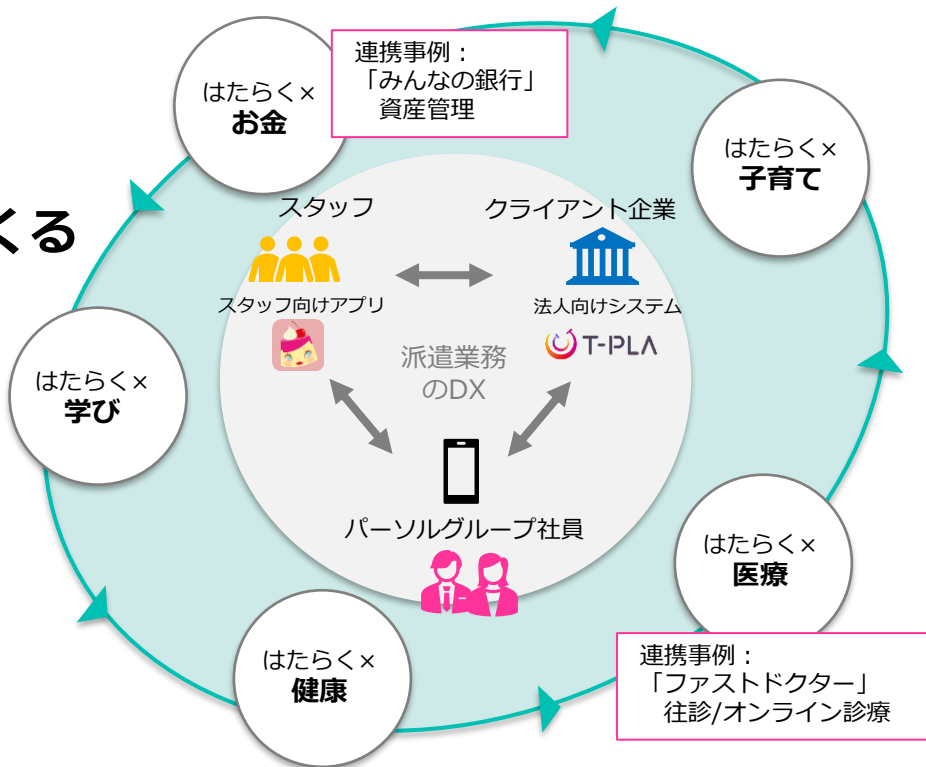 連携事例：
「みんなの銀行」
資産管理
はたらく×
お金
はたらく×
子育て
くる
スタッフ
クライアント企業
スタッフ向けアプリ
法人向けシステム
T-PLA
派遣業務
のDX
はたらく×
学び
パーソルグループ社員
はたらく×
医療
はたらく×
健康
連携事例：
「ファストドクター」
往診/オンライン診療